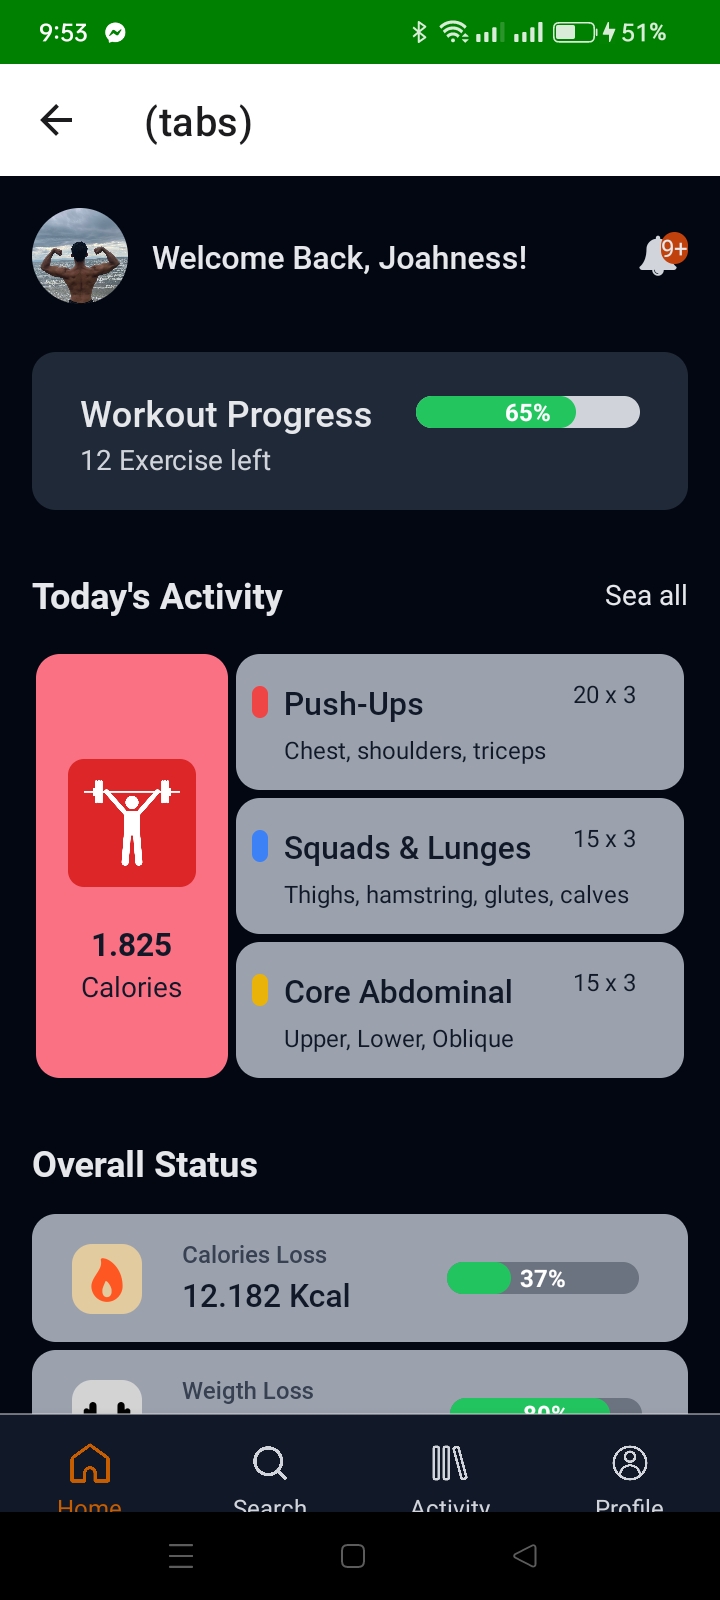 9:53 51%
(tabs)
Welcome Back, Joahness! 9+
Workout Progress 65%
12 Exercise left
Today's Activity Sea all
Push-Ups 20 x 3
Chest, shoulders, triceps
Squads & Lunges 15 x 3
Thighs, hamstring, glutes, calves
Core Abdominal 15 x 3
Upper, Lower, Oblique
1.825
Calories
Overall Status
Calories Loss
12.182 Kcal 37%
Weigth Loss
80%
Home Search Activity Profile